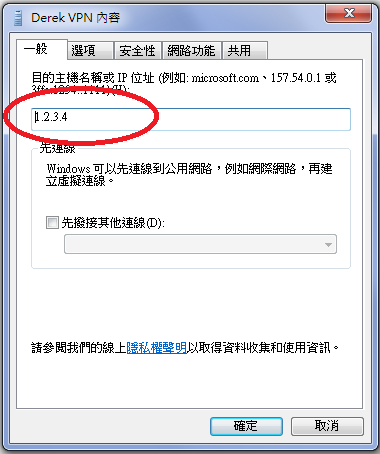 Derek VPN 內容
一般 選項 安全性 網路功能 共用
目的主機名稱或 IP 位址 (例如: microsoft.com、157.54.0.1 或
3ffe:1234::1111)(H):
1.2.3.4
先連線
Windows 可以先連線到公用網路，例如網際網路，再建
立虛擬連線。
先撥接其他連線(D):
請參閱我們的線上隱私權聲明以取得資料收集和使用資訊。
確定 取消